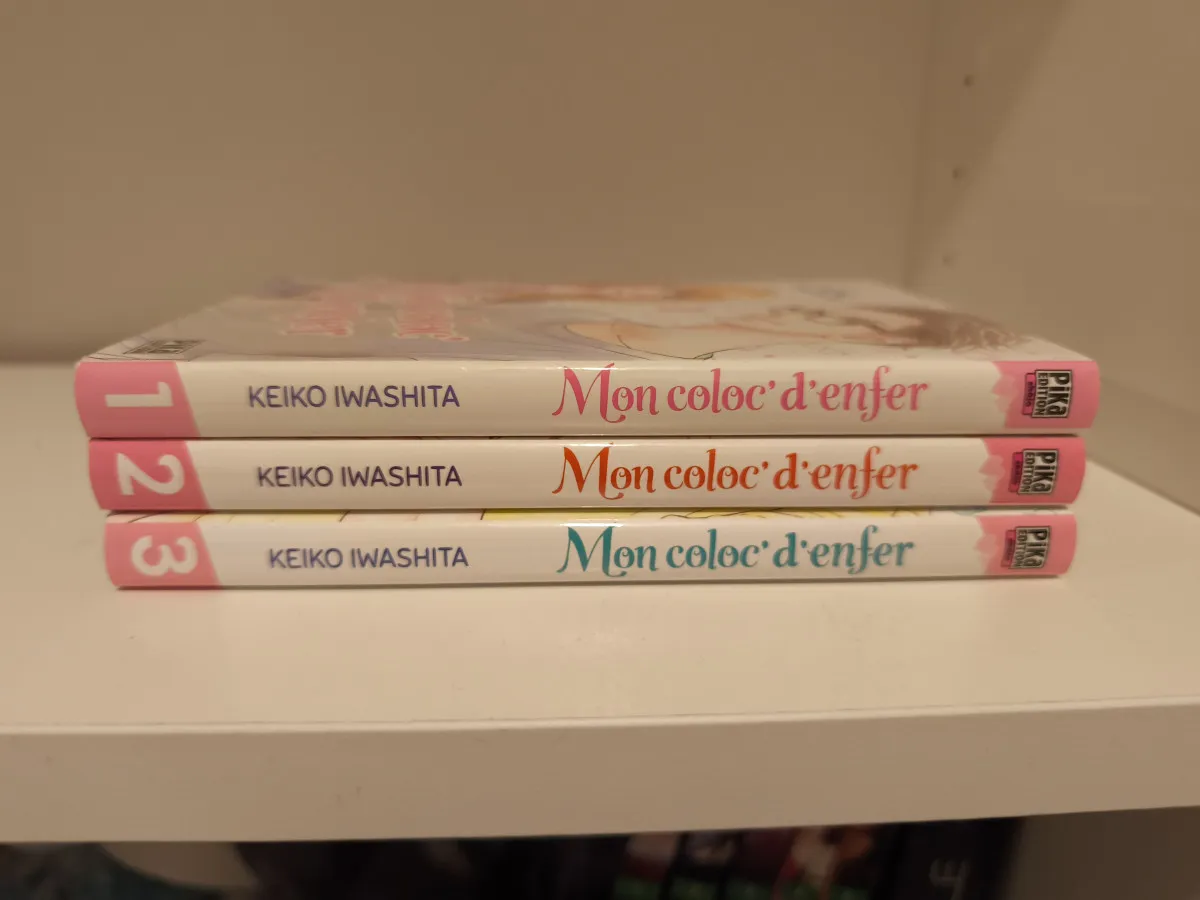 1 KEIKO IWASHITA Mon coloc' d'enfer PiKa EDITION
2 KEIKO IWASHITA Mon coloc' d'enfer PiKa EDITION
3 KEIKO IWASHITA Mon coloc' d'enfer PiKa EDITION